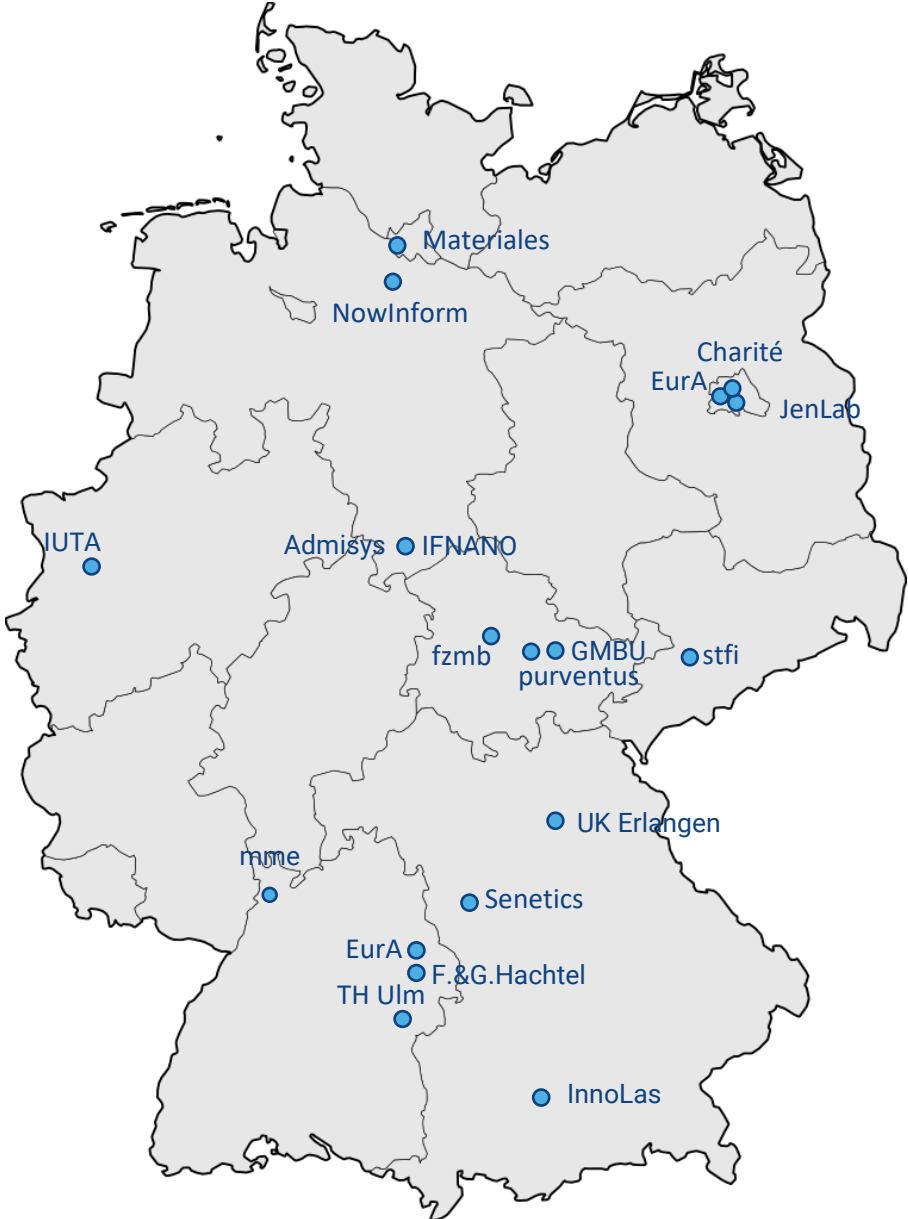 Materiales
NowInform
Charité
EurA
JenLab
IUTA
Admisys
IFNANO
fzmb
GMBU
purventus
stfi
UK Erlangen
mme
Senetics
EurA
F.&G.Hachtel
TH Ulm
InnoLas